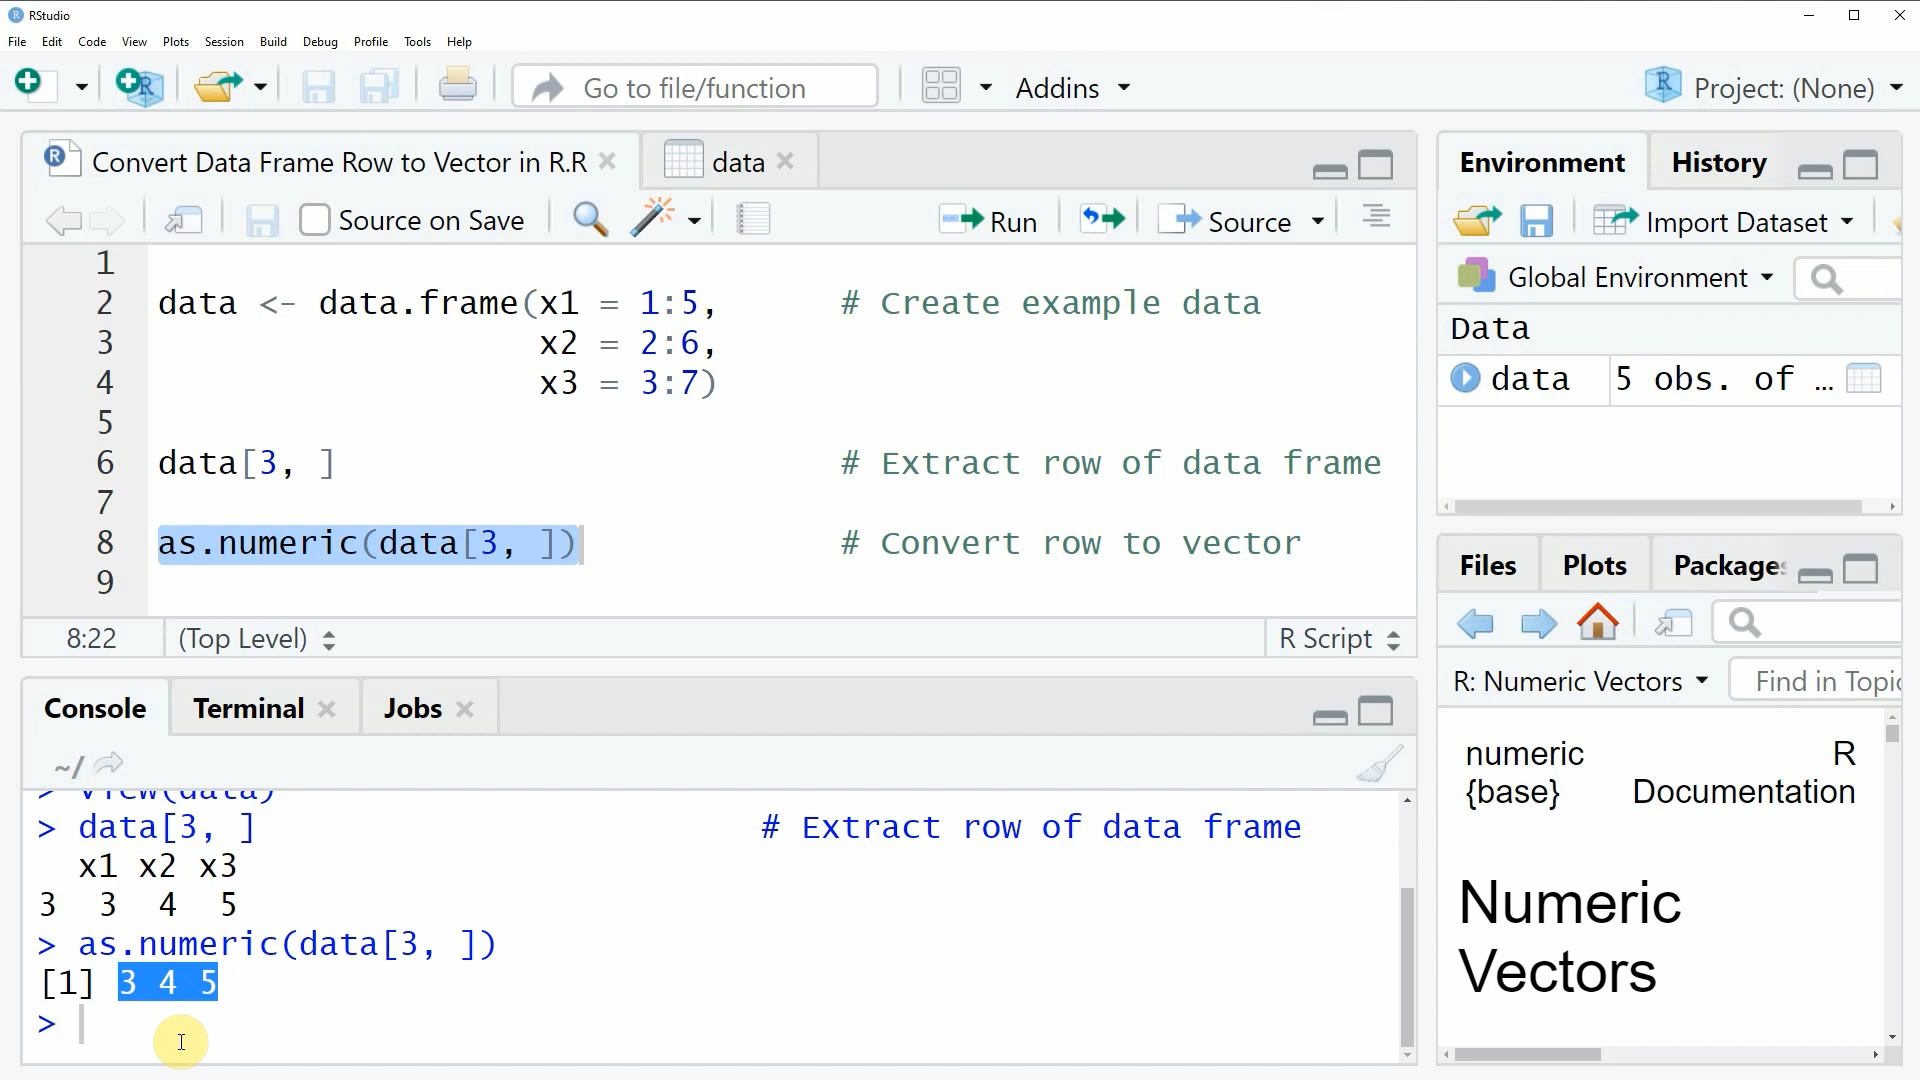 RStudio
File Edit Code View Plots Session Build Debug Profile Tools Help
Go to file/function Addins Project: (None)
Convert Data Frame Row to Vector in R.R data
Source on Save Run Source
1
2 data <- data.frame(x1 = 1:5, # Create example data
3 x2 = 2:6,
4 x3 = 3:7)
5
6 data[3, ] # Extract row of data frame
7
8 as.numeric(data[3, ]) # Convert row to vector
9
8:22 (Top Level) R Script
Console Terminal Jobs
~/
> View(data)
> data[3, ] # Extract row of data frame
x1 x2 x3
3 3 4 5
> as.numeric(data[3, ])
[1] 3 4 5
>
Environment History
Import Dataset
Global Environment
Data
data 5 obs. of ...
Files Plots Packages
R: Numeric Vectors Find in Topic
numeric R
{base} Documentation
Numeric
Vectors